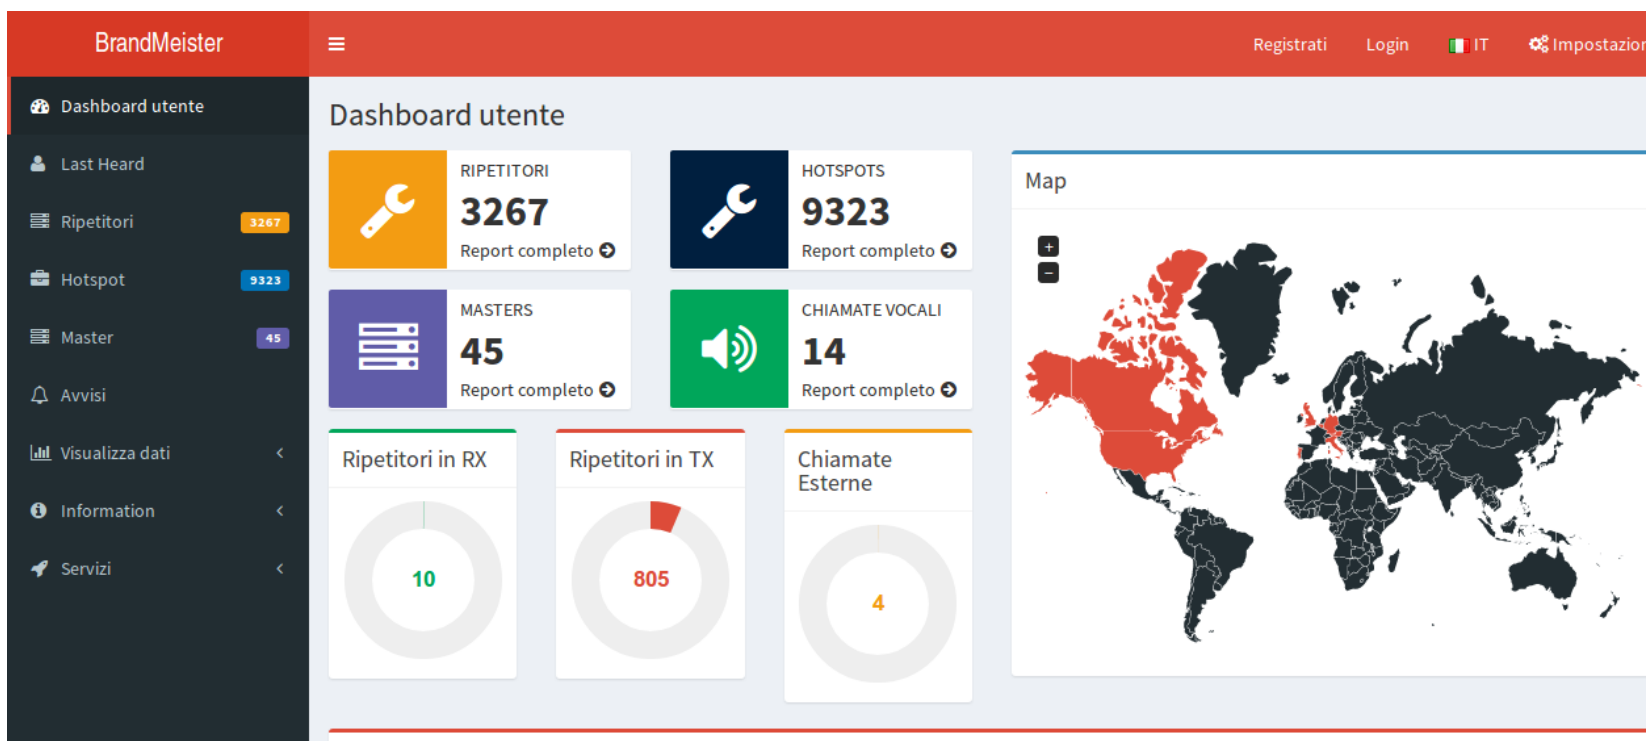 BrandMeister
Registrati
Login
IT
Impostazion
Dashboard utente
Last Heard
Ripetitori
3267
Hotspot
9323
Master
45
Avvisi
Visualizza dati
Information
Servizi
Dashboard utente
RIPETITORI
3267
Report completo
HOTSPOTS
9323
Report completo
MASTERS
45
Report completo
CHIAMATE VOCALI
14
Report completo
Ripetitori in RX
10
Ripetitori in TX
805
Chiamate
Esterne
4
Map
+
−